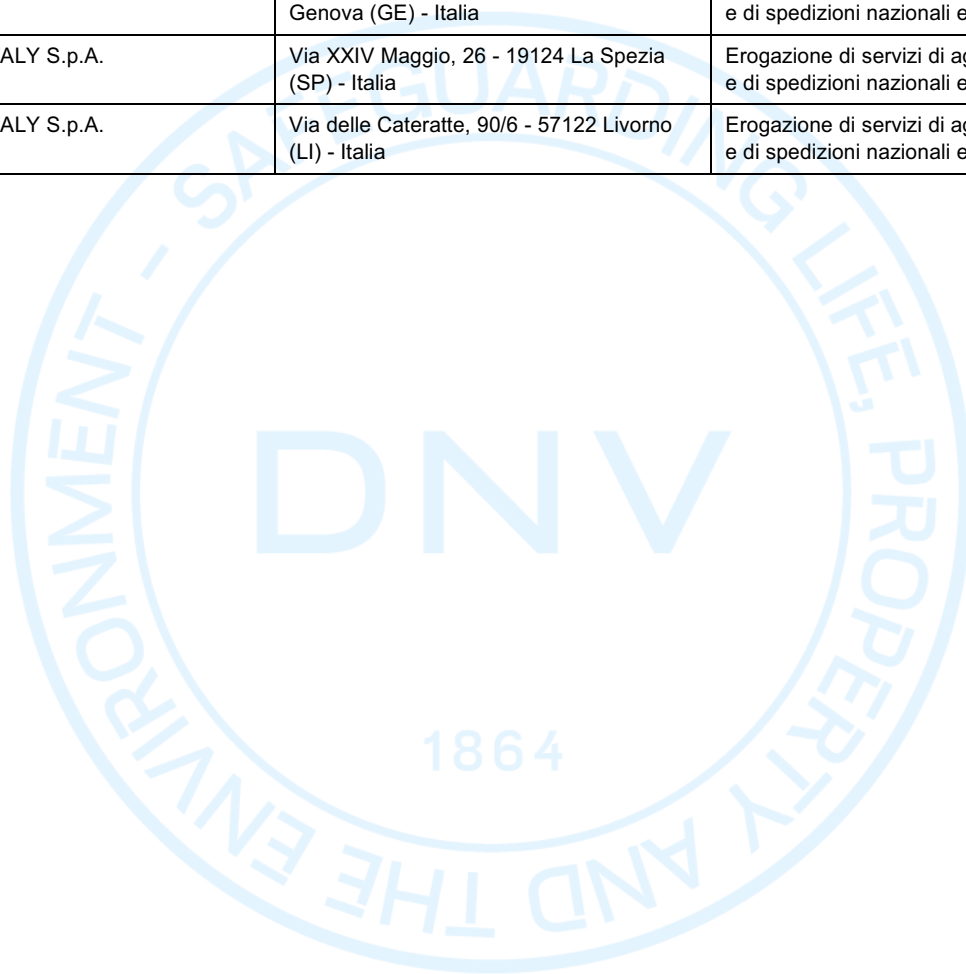 Genova (GE) - Italia
e di spedizioni nazionali e
ALY S.p.A.
Via XXIV Maggio, 26 - 19124 La Spezia
(SP) - Italia
Erogazione di servizi di ag
e di spedizioni nazionali e
ALY S.p.A.
Via delle Cateratte, 90/6 - 57122 Livorno
(LI) - Italia
Erogazione di servizi di ag
e di spedizioni nazionali e
SAFEGUARDING LIFE, PROPERTY AND THE ENVIRONMENT -
DNV
1864